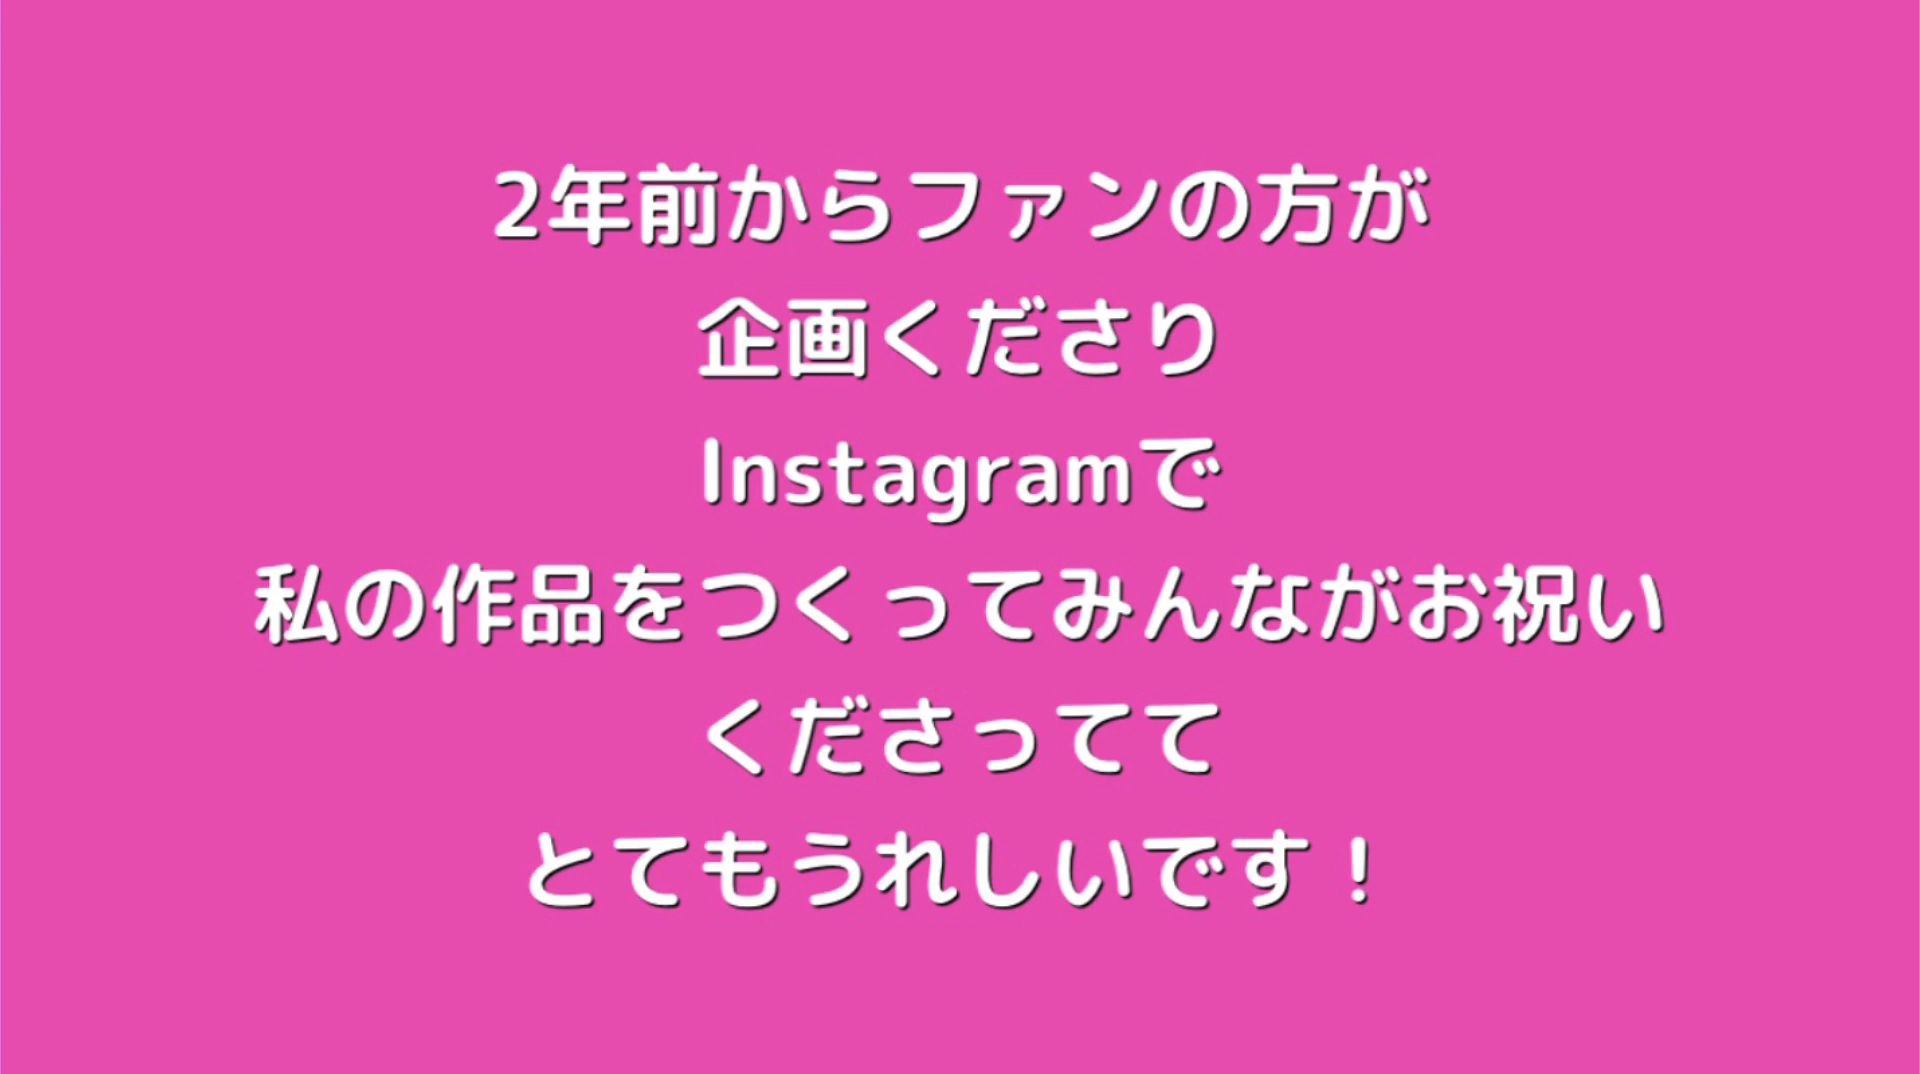 2年前からファンの方が
企画くださり
Instagramで
私の作品をつくってみんながお祝い
くださってて
とてもうれしいです！